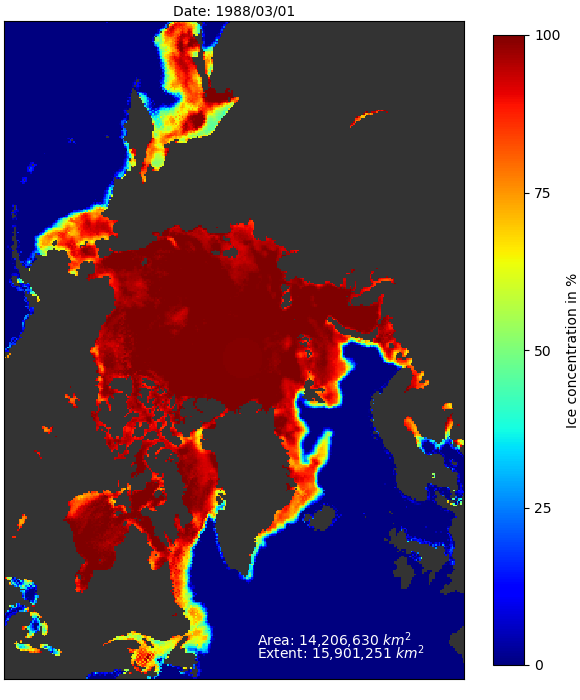 Date: 1988/03/01
100
75
50
25
0
Ice concentration in %
Area: 14,206,630 km²
Extent: 15,901,251 km²